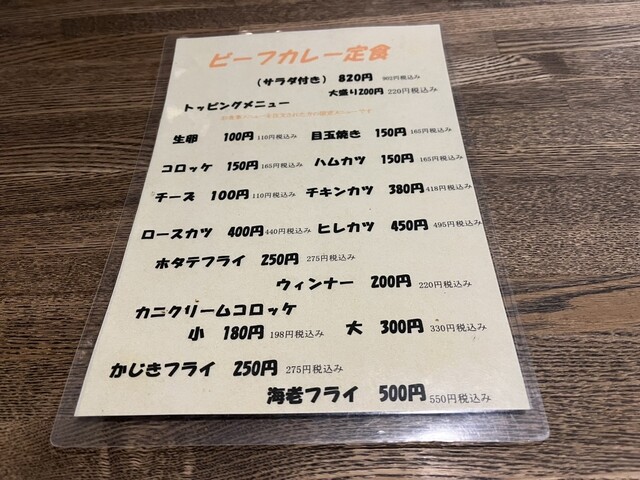 ビーフカレー定食
（サラダ付き） 820円 902円税込み
大盛り200円 220円税込み
トッピングメニュー
生卵 100円 110円税込み 目玉焼き 150円 165円税込み
コロッケ 150円 165円税込み ハムカツ 150円 165円税込み
チーズ 100円 110円税込み チキンカツ 380円 418円税込み
ロースカツ 400円 440円税込み ヒレカツ 450円 495円税込み
ホタテフライ 250円 275円税込み
ウィンナー 200円 220円税込み
カニクリームコロッケ
小 180円 198円税込み 大 300円 330円税込み
かじきフライ 250円 275円税込み
海老フライ 500円 550円税込み